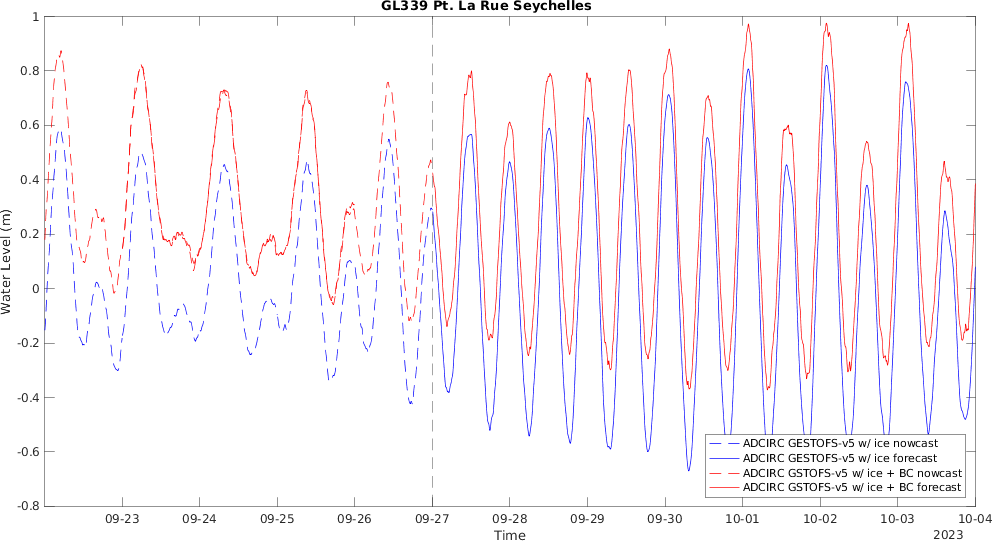 GL339 Pt. La Rue Seychelles
Water Level (m)
1
0.8
0.6
0.4
0.2
0
-0.2
-0.4
-0.6
-0.8
ADCIRC GESTOFS-v5 w/ ice nowcast
ADCIRC GESTOFS-v5 w/ ice forecast
ADCIRC GSTOFS-v5 w/ ice + BC nowcast
ADCIRC GSTOFS-v5 w/ ice + BC forecast
09-23 09-24 09-25 09-26 09-27 09-28 09-29 09-30 10-01 10-02 10-03 10-04
Time
2023